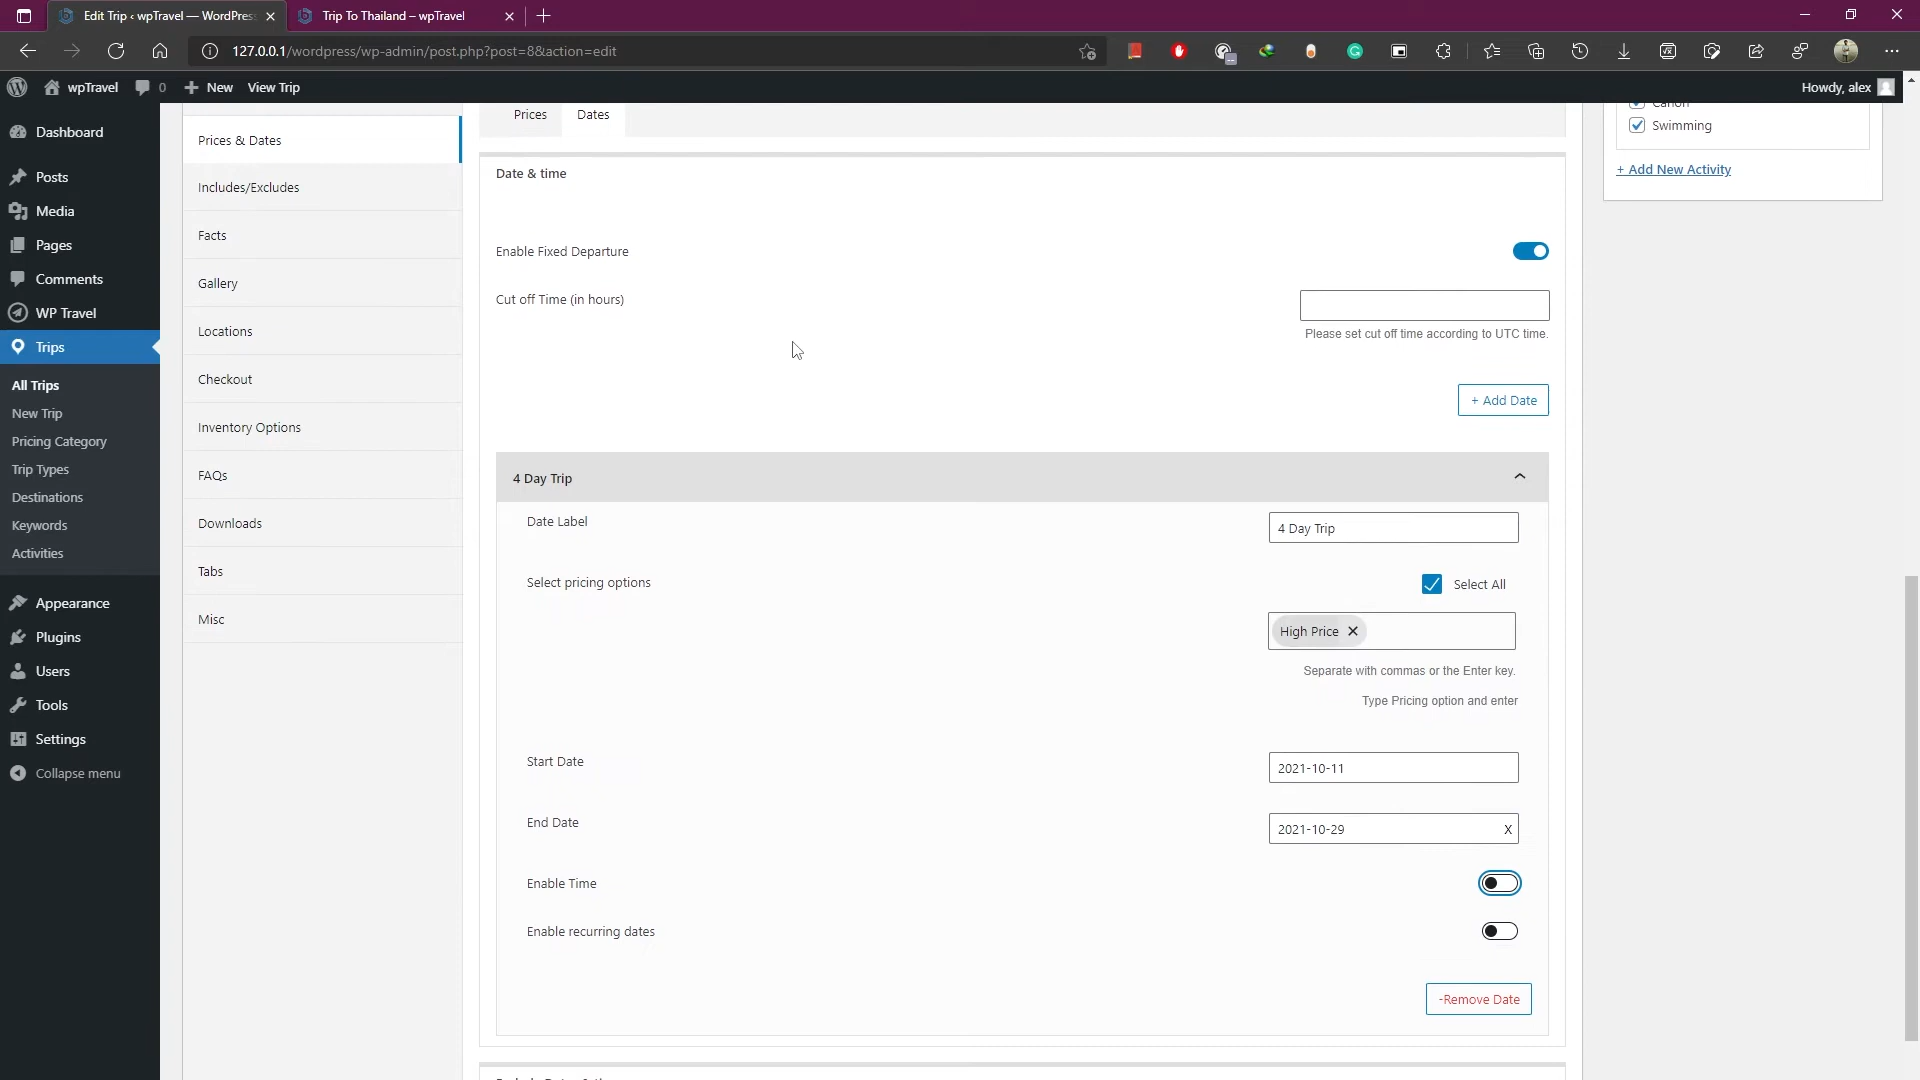 Edit Trip ‹ wpTravel — WordPress
Trip To Thailand – wpTravel
127.0.0.1/wordpress/wp-admin/post.php?post=8&action=edit
wpTravel
0
New
View Trip
Howdy, alex
Dashboard
Posts
Media
Pages
Comments
WP Travel
Trips
All Trips
New Trip
Pricing Category
Trip Types
Destinations
Keywords
Activities
Appearance
Plugins
Users
Tools
Settings
Collapse menu
Prices & Dates
Includes/Excludes
Facts
Gallery
Locations
Checkout
Inventory Options
FAQs
Downloads
Tabs
Misc
Prices
Dates
Date & time
Enable Fixed Departure
Cut off Time (in hours)
Please set cut off time according to UTC time.
+ Add Date
4 Day Trip
Date Label
4 Day Trip
Select pricing options
Select All
High Price
Separate with commas or the Enter key.
Type Pricing option and enter
Start Date
2021-10-11
End Date
2021-10-29 X
Enable Time
Enable recurring dates
-Remove Date
Swimming
+ Add New Activity